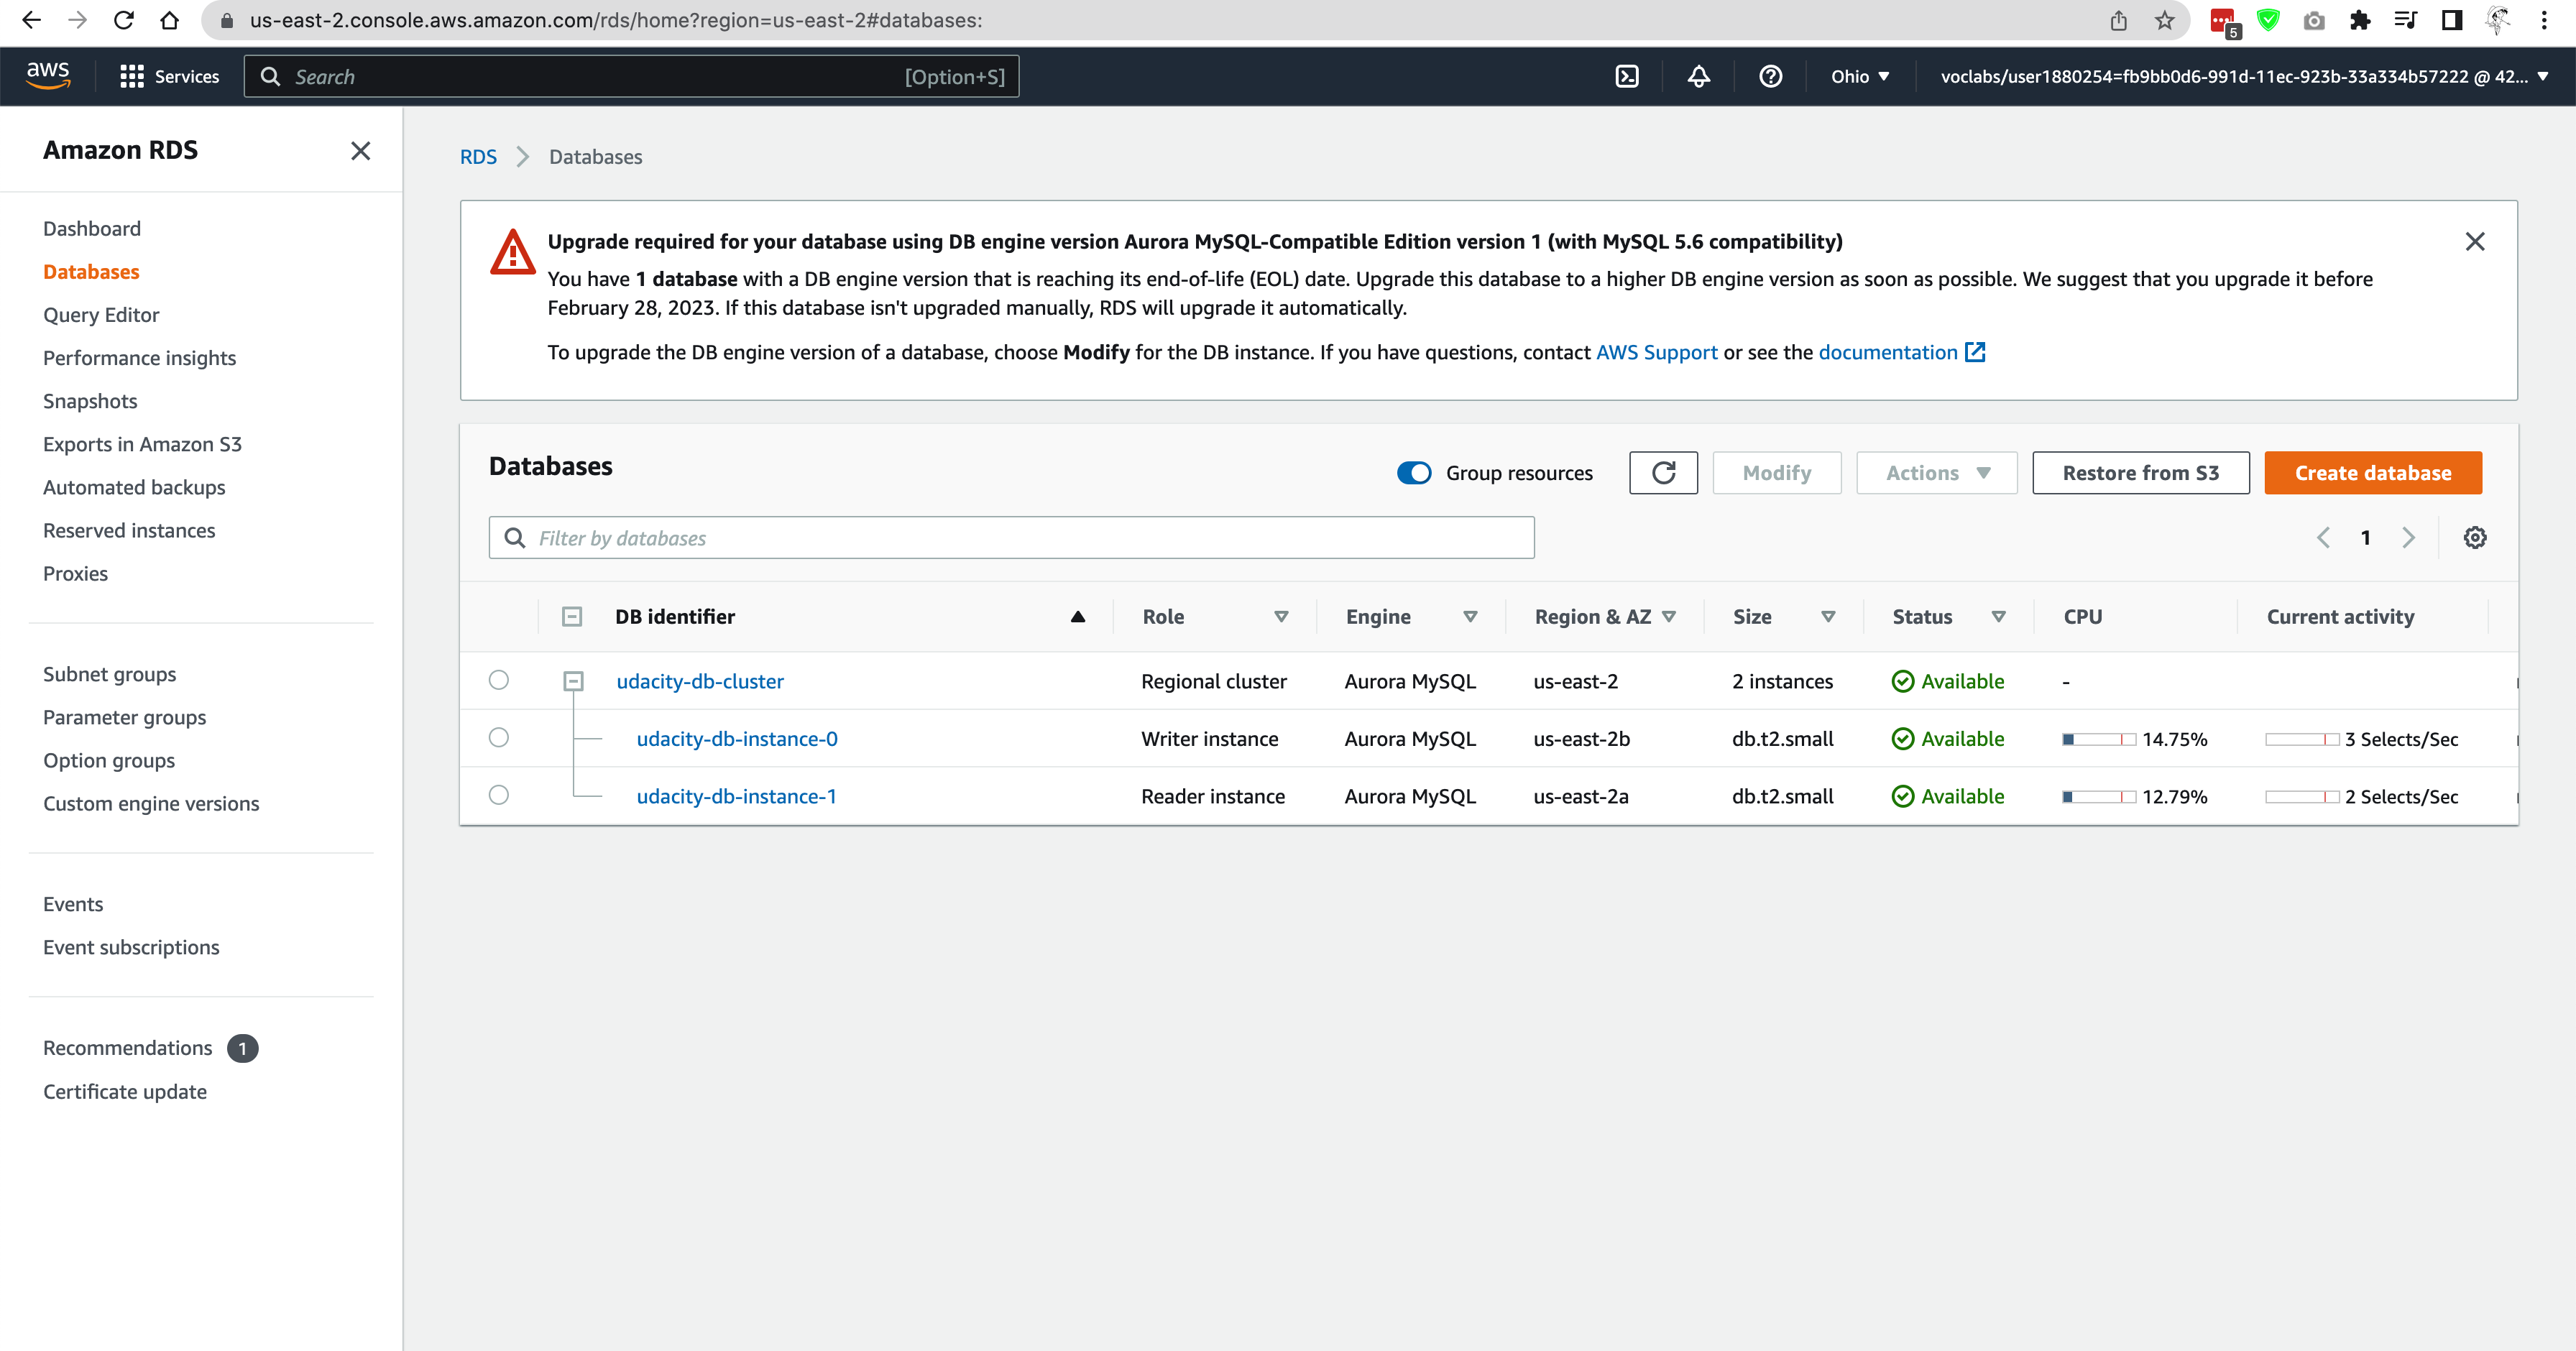 us-east-2.console.aws.amazon.com/rds/home?region=us-east-2#databases:
5
aws
Services
Search
[Option+S]
Ohio
voclabs/user1880254=fb9bb0d6-991d-11ec-923b-33a334b57222 @ 42...
Amazon RDS
Dashboard
Databases
Query Editor
Performance insights
Snapshots
Exports in Amazon S3
Automated backups
Reserved instances
Proxies
Subnet groups
Parameter groups
Option groups
Custom engine versions
Events
Event subscriptions
Recommendations 1
Certificate update
RDS > Databases
Upgrade required for your database using DB engine version Aurora MySQL-Compatible Edition version 1 (with MySQL 5.6 compatibility)
You have 1 database with a DB engine version that is reaching its end-of-life (EOL) date. Upgrade this database to a higher DB engine version as soon as possible. We suggest that you upgrade it before
February 28, 2023. If this database isn't upgraded manually, RDS will upgrade it automatically.
To upgrade the DB engine version of a database, choose Modify for the DB instance. If you have questions, contact AWS Support or see the documentation
Databases
Group resources
Modify
Actions
Restore from S3
Create database
Filter by databases
1
DB identifier Role Engine Region & AZ Size Status CPU Current activity
udacity-db-cluster Regional cluster Aurora MySQL us-east-2 2 instances Available -
udacity-db-instance-0 Writer instance Aurora MySQL us-east-2b db.t2.small Available 14.75% 3 Selects/Sec
udacity-db-instance-1 Reader instance Aurora MySQL us-east-2a db.t2.small Available 12.79% 2 Selects/Sec